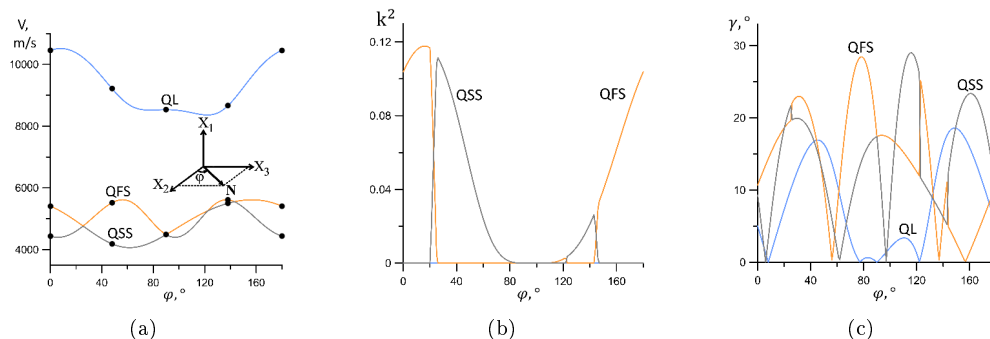 V,
m/s
10000
8000
6000
4000
0
40
80
120
160
φ,°
QL
QFS
QSS
X1
X2
X3
φ
N
(a)
k²
0.12
0.08
0.04
0
0
40
80
120
160
φ,°
QSS
QFS
(b)
γ,°
30
20
10
0
0
40
80
120
160
φ,°
QFS
QSS
QL
(c)